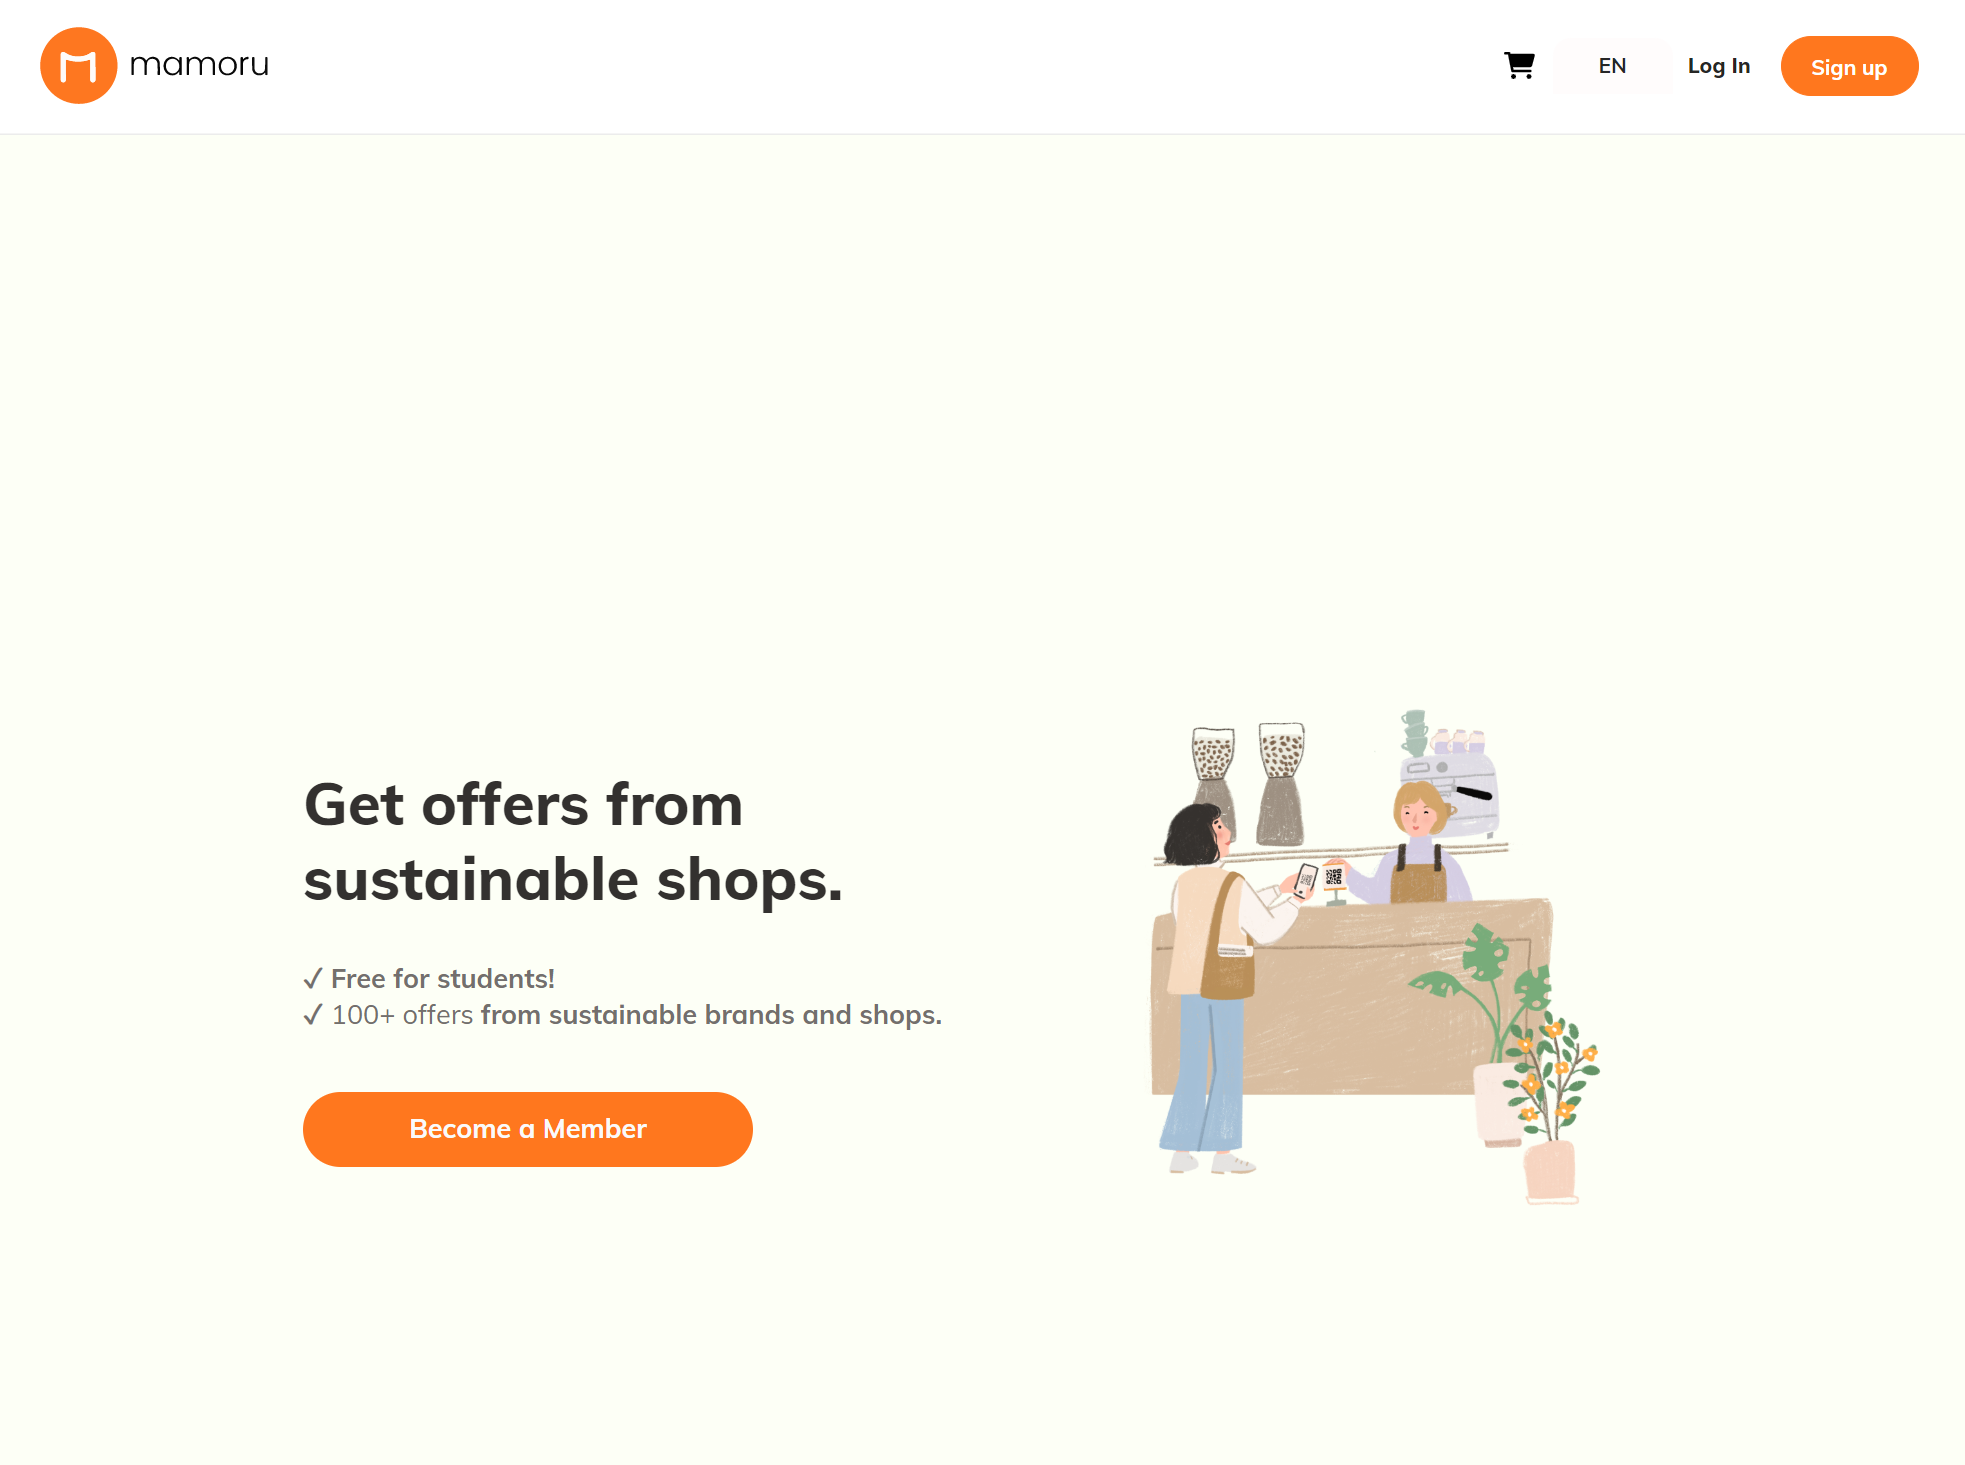 mamoru
EN
Log In
Sign up
Get offers from
sustainable shops.
✓ Free for students!
✓ 100+ offers from sustainable brands and shops.
Become a Member